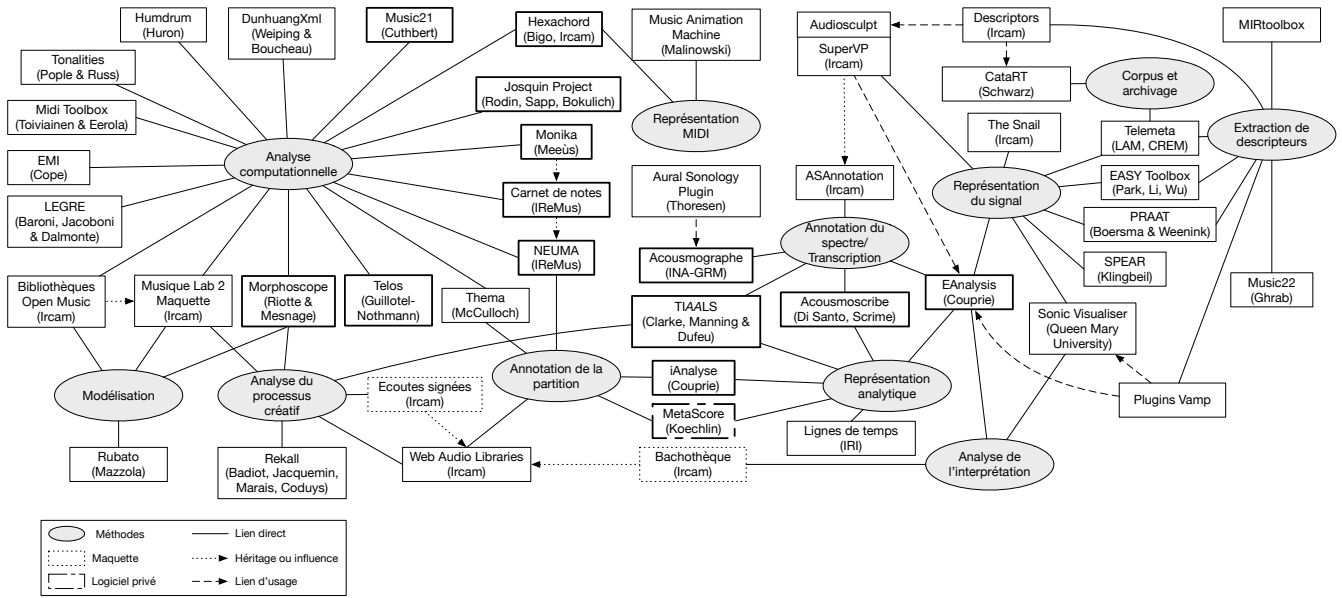 Humdrum
(Huron)
DunhuangXml
(Weiping &
Boucheau)
Music21
(Cuthbert)
Hexachord
(Bigo, Ircam)
Music Animation
Machine
(Malinowski)
Audiosculpt
SuperVP
(Ircam)
Descriptors
(Ircam)
MIRtoolbox
Tonalities
(Pople & Russ)
Josquin Project
(Rodin, Sapp, Bokulich)
CataRT
(Schwarz)
Corpus et
archivage
Midi Toolbox
(Toiviainen & Eerola)
Représentation
MIDI
The Snail
(Ircam)
Telemeta
(LAM, CREM)
Extraction de
descripteurs
EMI
(Cope)
Analyse
computationnelle
Monika
(Meeùs)
Aural Sonology
Plugin
(Thoresen)
ASAnnotation
(Ircam)
Représentation
du signal
EASY Toolbox
(Park, Li, Wu)
LEGRE
(Baroni, Jacoboni
& Dalmonte)
Carnet de notes
(IReMus)
PRAAT
(Boersma & Weenink)
NEUMA
(IReMus)
Acousmographe
(INA-GRM)
Annotation du
spectre/
Transcription
SPEAR
(Klingbeil)
Music22
(Ghrab)
Bibliothèques
Open Music
(Ircam)
Musique Lab 2
Maquette
(Ircam)
Morphoscope
(Riotte &
Mesnage)
Telos
(Guillotel-
Nothmann)
Thema
(McCulloch)
TIAALS
(Clarke, Manning &
Dufeu)
Acousmoscribe
(Di Santo, Scrime)
EAnalysis
(Couprie)
Sonic Visualiser
(Queen Mary
University)
Modélisation
Analyse du
processus
créatif
Ecoutes signées
(Ircam)
Annotation de la
partition
iAnalyse
(Couprie)
Représentation
analytique
Plugins Vamp
MetaScore
(Koechlin)
Lignes de temps
(IRI)
Rubato
(Mazzola)
Rekall
(Badiot, Jacquemin,
Marais, Coduys)
Web Audio Libraries
(Ircam)
Bachothèque
(Ircam)
Analyse de
l'interprétation
Méthodes
Lien direct
Maquette
Héritage ou influence
Logiciel privé
Lien d'usage